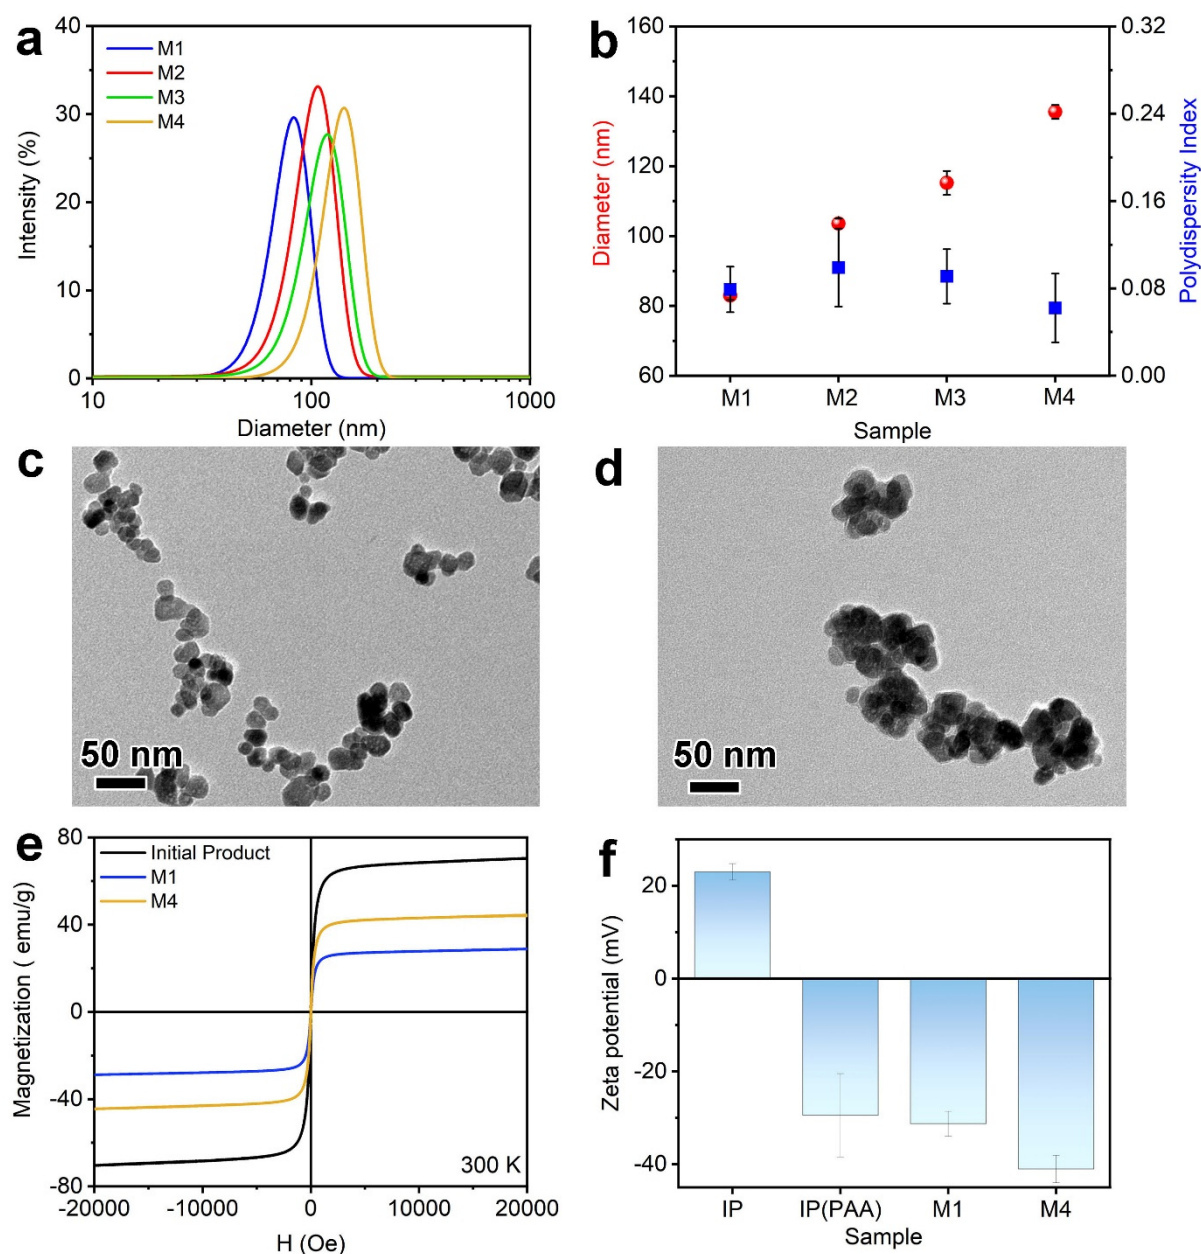 a
40
30
20
10
0
Intensity (%)
M1
M2
M3
M4
10
100
1000
Diameter (nm)
b
160
140
120
100
80
60
Diameter (nm)
0.32
0.24
0.16
0.08
0.00
Polydispersity Index
M1
M2
M3
M4
Sample
c
50 nm
d
50 nm
e
80
40
0
-40
-80
Magnetization ( emu/g)
Initial Product
M1
M4
300 K
-20000
-10000
0
10000
20000
H (Oe)
f
20
0
-20
-40
Zeta potential (mV)
IP
IP(PAA)
M1
M4
Sample